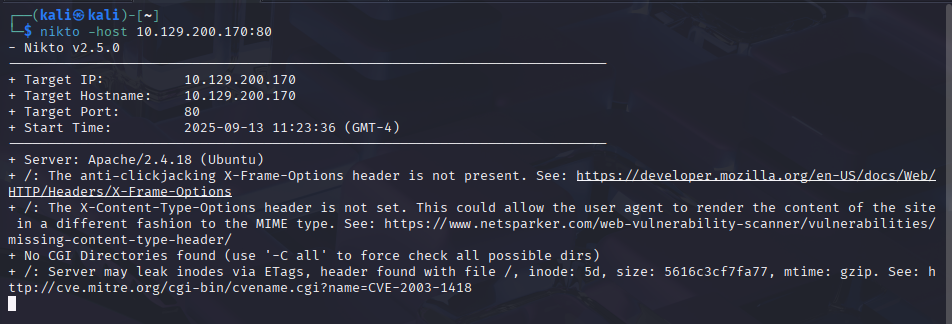 ┌──(kali㉿kali)-[~]
└─$ nikto -host 10.129.200.170:80
- Nikto v2.5.0
---------------------------------------------------------------------------
+ Target IP:          10.129.200.170
+ Target Hostname:    10.129.200.170
+ Target Port:        80
+ Start Time:         2025-09-13 11:23:36 (GMT-4)
---------------------------------------------------------------------------
+ Server: Apache/2.4.18 (Ubuntu)
+ /: The anti-clickjacking X-Frame-Options header is not present. See: https://developer.mozilla.org/en-US/docs/Web/
HTTP/Headers/X-Frame-Options
+ /: The X-Content-Type-Options header is not set. This could allow the user agent to render the content of the site
 in a different fashion to the MIME type. See: https://www.netsparker.com/web-vulnerability-scanner/vulnerabilities/
missing-content-type-header/
+ No CGI Directories found (use '-C all' to force check all possible dirs)
+ /: Server may leak inodes via ETags, header found with file /, inode: 5d, size: 5616c3cf7fa77, mtime: gzip. See: h
ttp://cve.mitre.org/cgi-bin/cvename.cgi?name=CVE-2003-1418